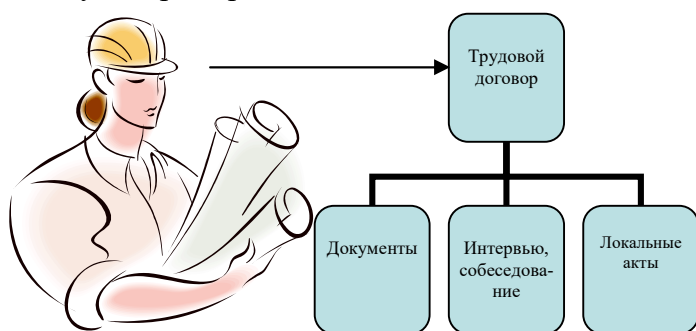 Трудовой
договор
Документы
Интервью,
собеседова-
ние
Локальные
акты